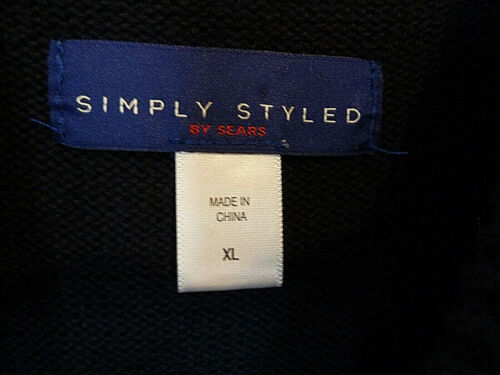 SIMPLY STYLED
BY SEARS
MADE IN
CHINA
XL